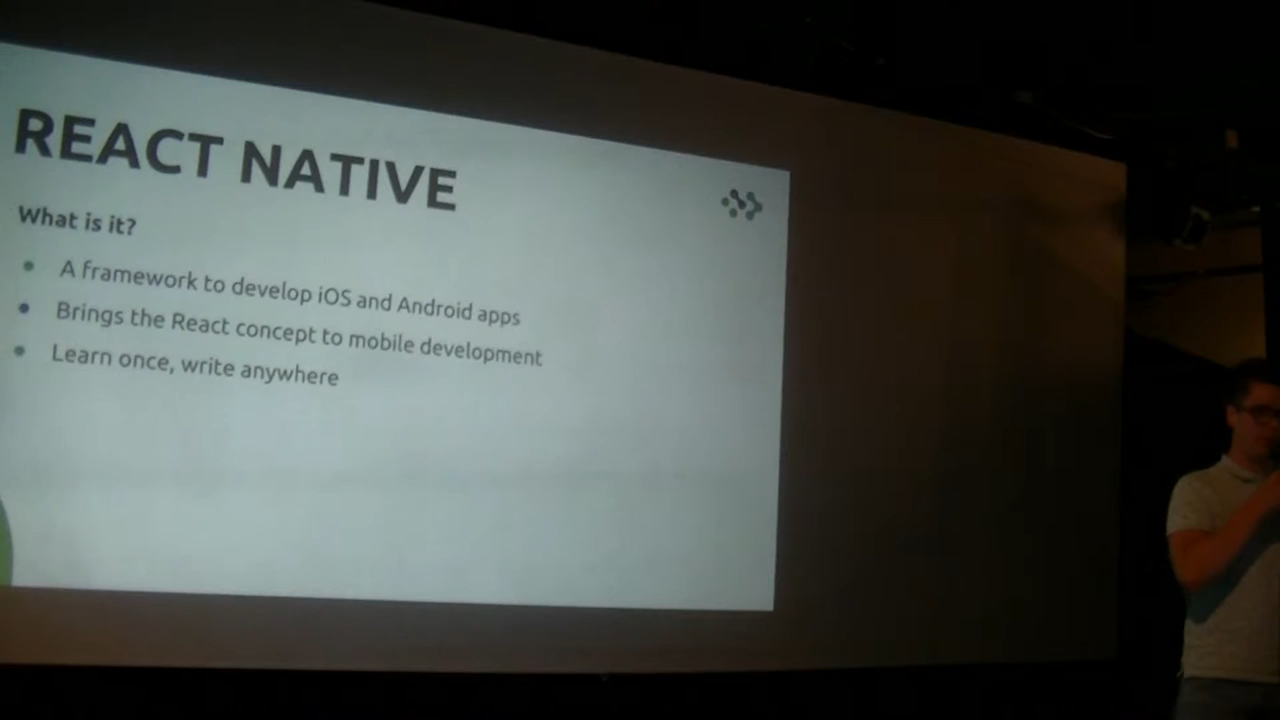 REACT NATIVE
What is it?
A framework to develop iOS and Android apps
Brings the React concept to mobile development
Learn once, write anywhere